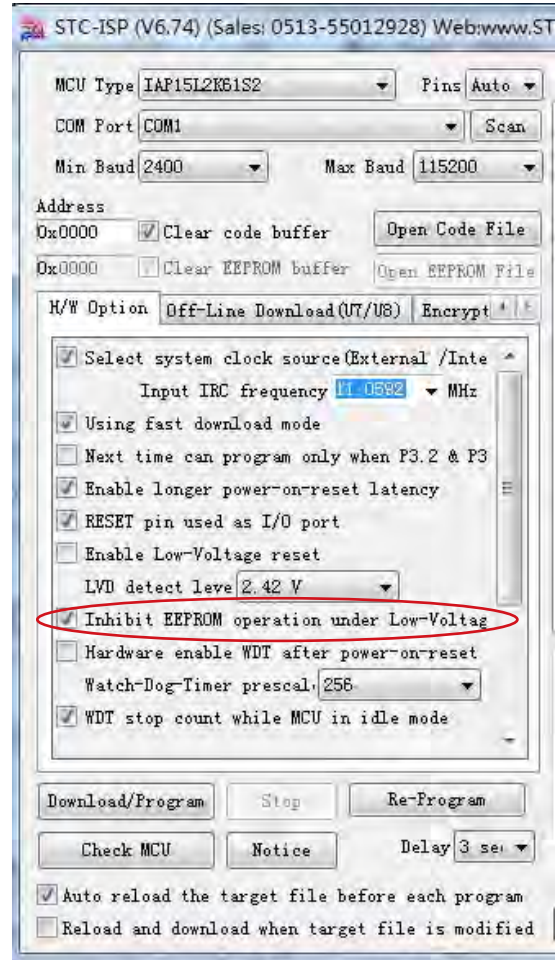 STC-ISP (V6.74) (Sales: 0513-55012928) Web:www.ST
MCU Type IAP15L2K61S2 Pins Auto
COM Port COM1 Scan
Min Baud 2400 Max Baud 115200
Address
0x0000 Clear code buffer Open Code File
0x0000 Clear EEPROM buffer Open EEPROM File
H/W Option Off-Line Download(U7/U8) Encrypt
Select system clock source(External /Inte
Input IRC frequency 11.0592 MHz
Using fast download mode
Next time can program only when P3.2 & P3
Enable longer power-on-reset latency
RESET pin used as I/O port
Enable Low-Voltage reset
LVD detect leve 2.42 V
Inhibit EEPROM operation under Low-Voltag
Hardware enable WDT after power-on-reset
Watch-Dog-Timer prescal 256
WDT stop count while MCU in idle mode
Download/Program Stop Re-Program
Check MCU Notice Delay 3 se
Auto reload the target file before each program
Reload and download when target file is modified